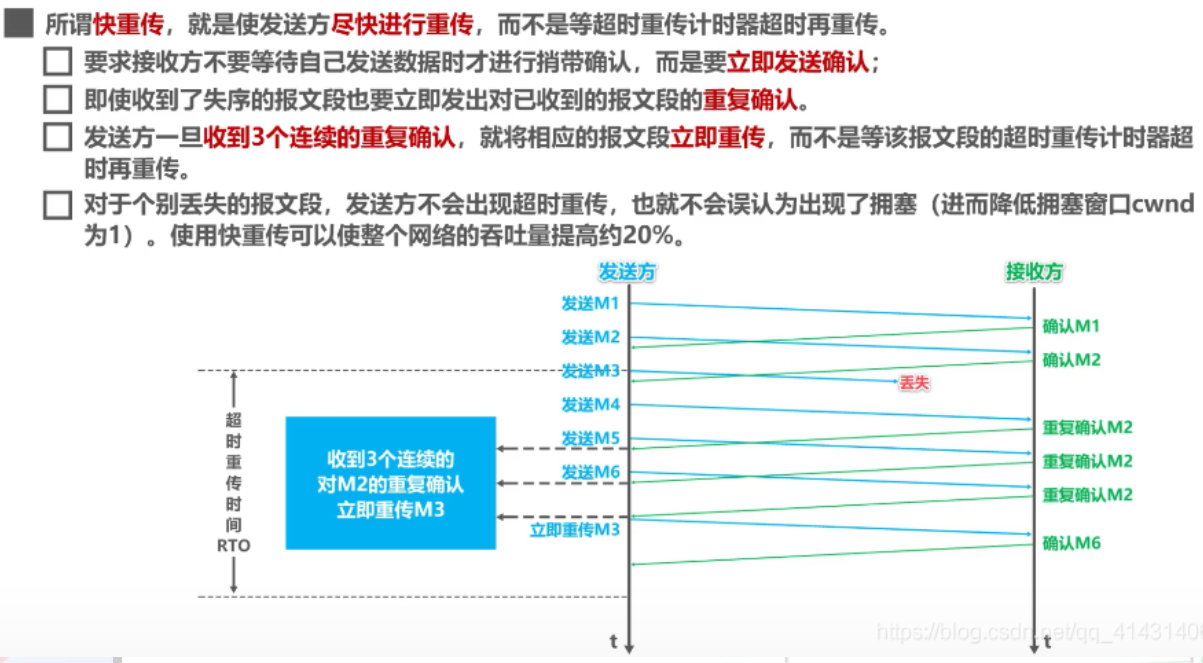 所谓快重传，就是使发送方尽快进行重传，而不是等超时重传计时器超时再重传。
要求接收方不要等待自己发送数据时才进行捎带确认，而是要立即发送确认；
即使收到了失序的报文段也要立即发出对已收到的报文段的重复确认。
发送方一旦收到3个连续的重复确认，就将相应的报文段立即重传，而不是等该报文段的超时重传计时器超
时再重传。
对于个别丢失的报文段，发送方不会出现超时重传，也就不会误认为出现了拥塞（进而降低拥塞窗口cwnd
为1）。使用快重传可以使整个网络的吞吐量提高约20%。
发送方
接收方
发送M1
确认M1
发送M2
确认M2
发送M3
丢失
发送M4
重复确认M2
发送M5
重复确认M2
发送M6
重复确认M2
立即重传M3
确认M6
超时重传时间
RTO
收到3个连续的
对M2的重复确认
立即重传M3
t
t
https://blog.csdn.net/qq_4143140